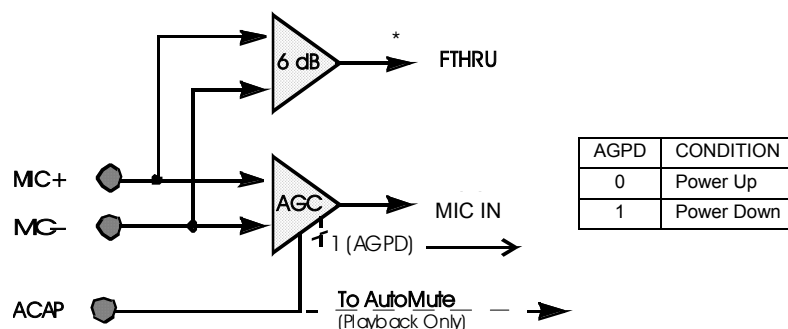 *
6 dB
FTHRU
MIC+
MIC-
AGC
MIC IN
1 (AGPD)
ACAP
To AutoMute
(Playback Only)
AGPD CONDITION
0 Power Up
1 Power Down